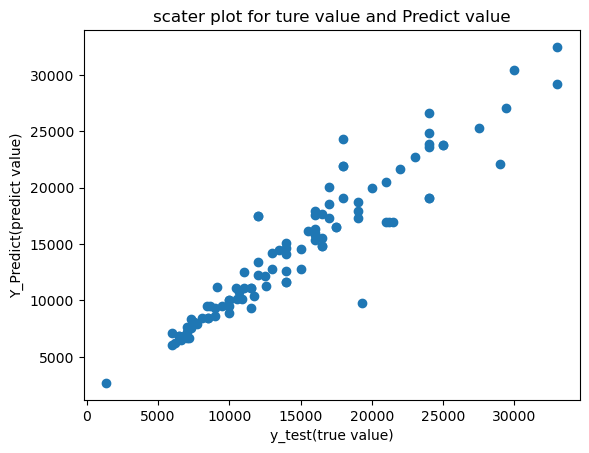 scater plot for ture value and Predict value
Y_Predict(predict value)
30000
25000
20000
15000
10000
5000
0 5000 10000 15000 20000 25000 30000
y_test(true value)